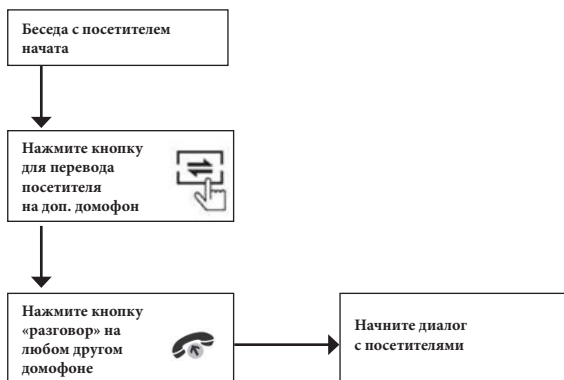 Беседа с посетителем
начата
Нажмите кнопку
для перевода
посетителя
на доп. домофон
Нажмите кнопку
«разговор» на
любом другом
домофоне
Начните диалог
с посетителями